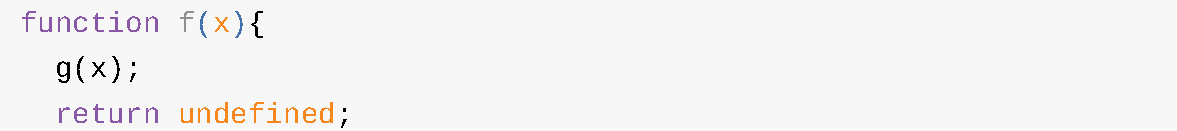 function f(x){
  g(x);
  return undefined;